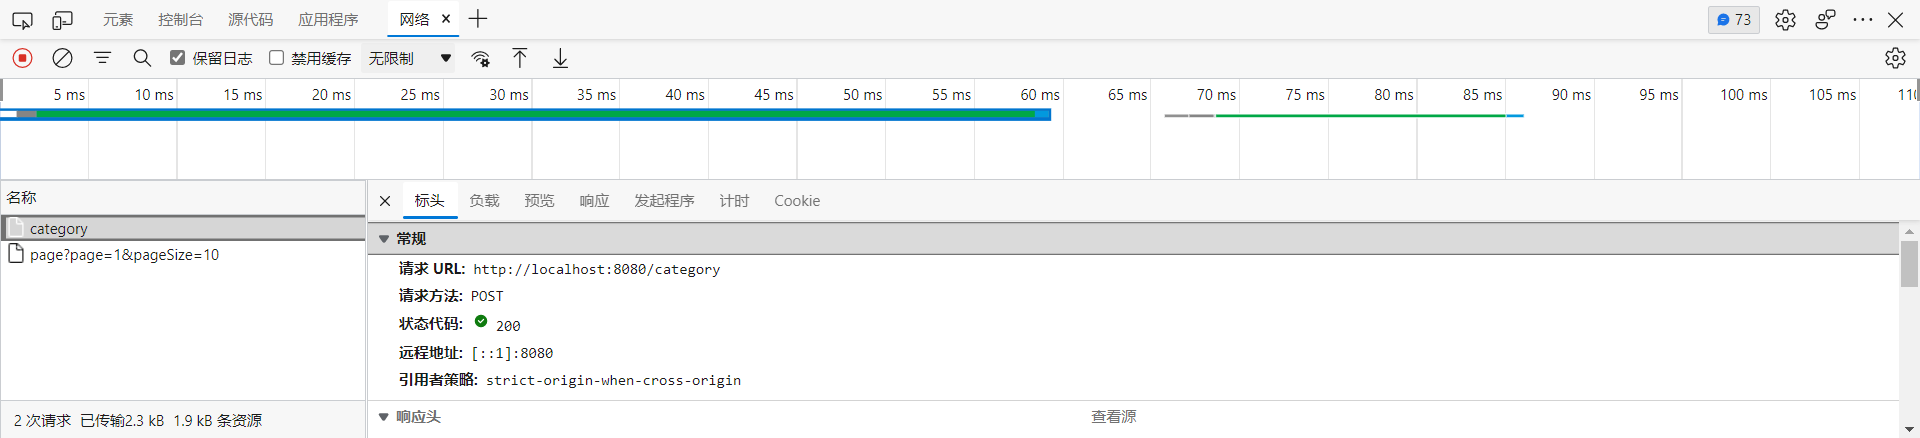 元素 控制台 源代码 应用程序 网络 73
保留日志 禁用缓存 无限制
5 ms 10 ms 15 ms 20 ms 25 ms 30 ms 35 ms 40 ms 45 ms 50 ms 55 ms 60 ms 65 ms 70 ms 75 ms 80 ms 85 ms 90 ms 95 ms 100 ms 105 ms
名称
category
page?page=1&pageSize=10
2 次请求 已传输2.3 kB 1.9 kB 条资源
标头 负载 预览 响应 发起程序 计时 Cookie
常规
请求 URL: http://localhost:8080/category
请求方法: POST
状态代码: 200
远程地址: [::1]:8080
引用者策略: strict-origin-when-cross-origin
响应头 查看源